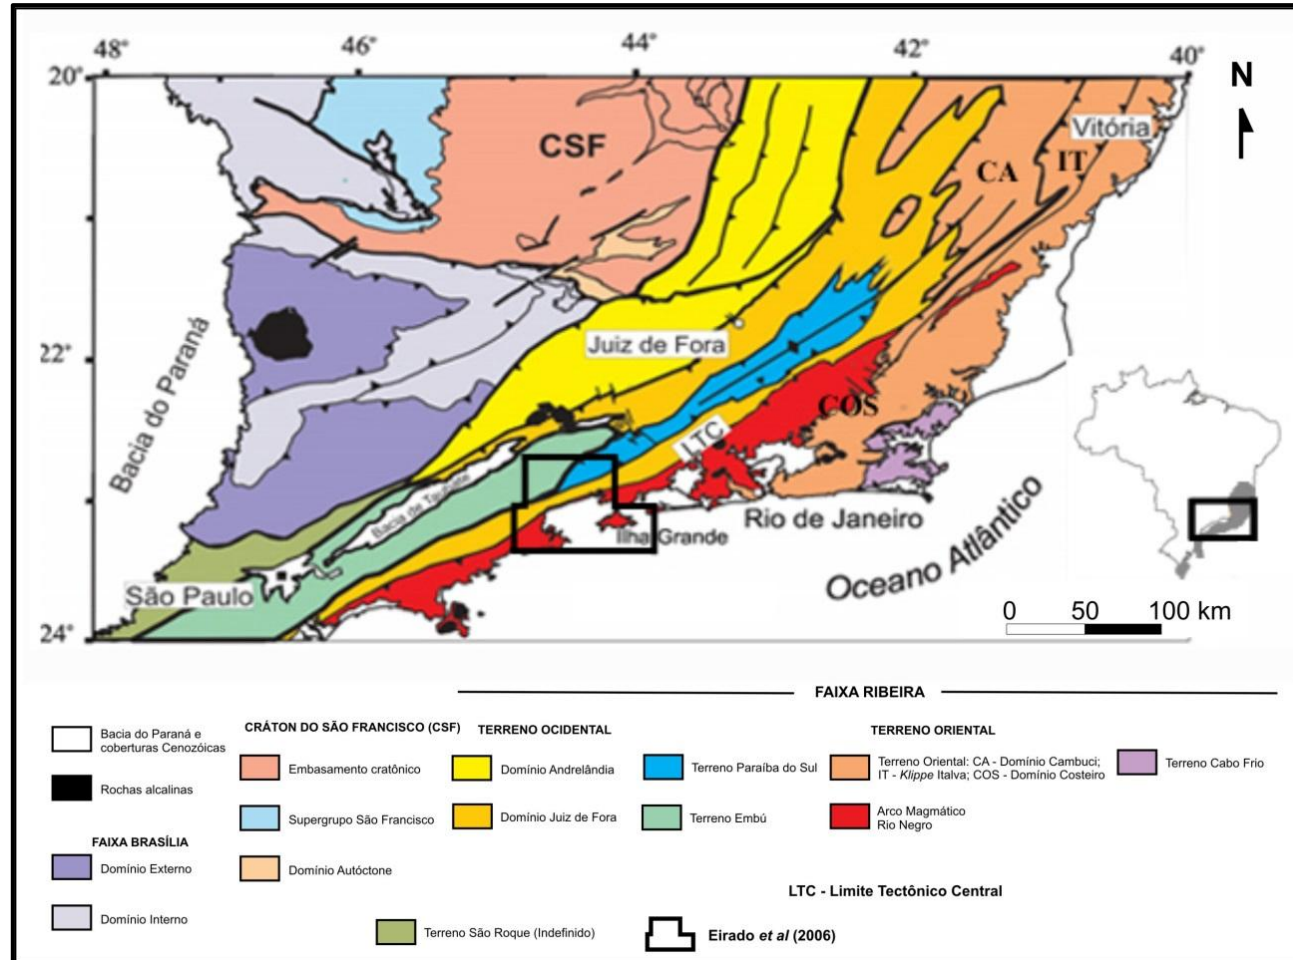 48°
46°
44°
42°
40°
20°
N
Vitória
CSF
IT
CA
Juiz de Fora
22°
Bacia do Paraná
COS
LTC
Bacia de Taubaté
Rio de Janeiro
Ilha Grande
Oceano Atlântico
São Paulo
24°
0 50 100 km
FAIXA RIBEIRA
Bacia do Paraná e
coberturas Cenozóicas
Rochas alcalinas
FAIXA BRASÍLIA
Domínio Externo
Domínio Interno
CRÁTON DO SÃO FRANCISCO (CSF)
Embasamento cratônico
Supergrupo São Francisco
Domínio Autóctone
TERRENO OCIDENTAL
Domínio Andrelândia
Domínio Juiz de Fora
Terreno Paraíba do Sul
Terreno Embú
TERRENO ORIENTAL
Terreno Oriental: CA - Domínio Cambuci;
IT - Klippe Italva; COS - Domínio Costeiro
Arco Magmático
Rio Negro
Terreno Cabo Frio
LTC - Limite Tectônico Central
Terreno São Roque (Indefinido)
Eirado et al (2006)